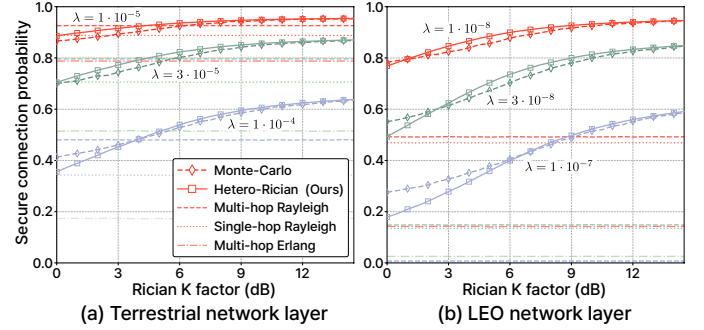 Secure connection probability
1.0
0.8
0.6
0.4
0.2
0.0
λ = 1 · 10⁻⁵
λ = 3 · 10⁻⁵
λ = 1 · 10⁻⁴
Monte-Carlo
Hetero-Rician (Ours)
Multi-hop Rayleigh
Single-hop Rayleigh
Multi-hop Erlang
0 3 6 9 12
Rician K factor (dB)
(a) Terrestrial network layer
1.0
0.8
0.6
0.4
0.2
0.0
λ = 1 · 10⁻⁸
λ = 3 · 10⁻⁸
λ = 1 · 10⁻⁷
0 3 6 9 12
Rician K factor (dB)
(b) LEO network layer